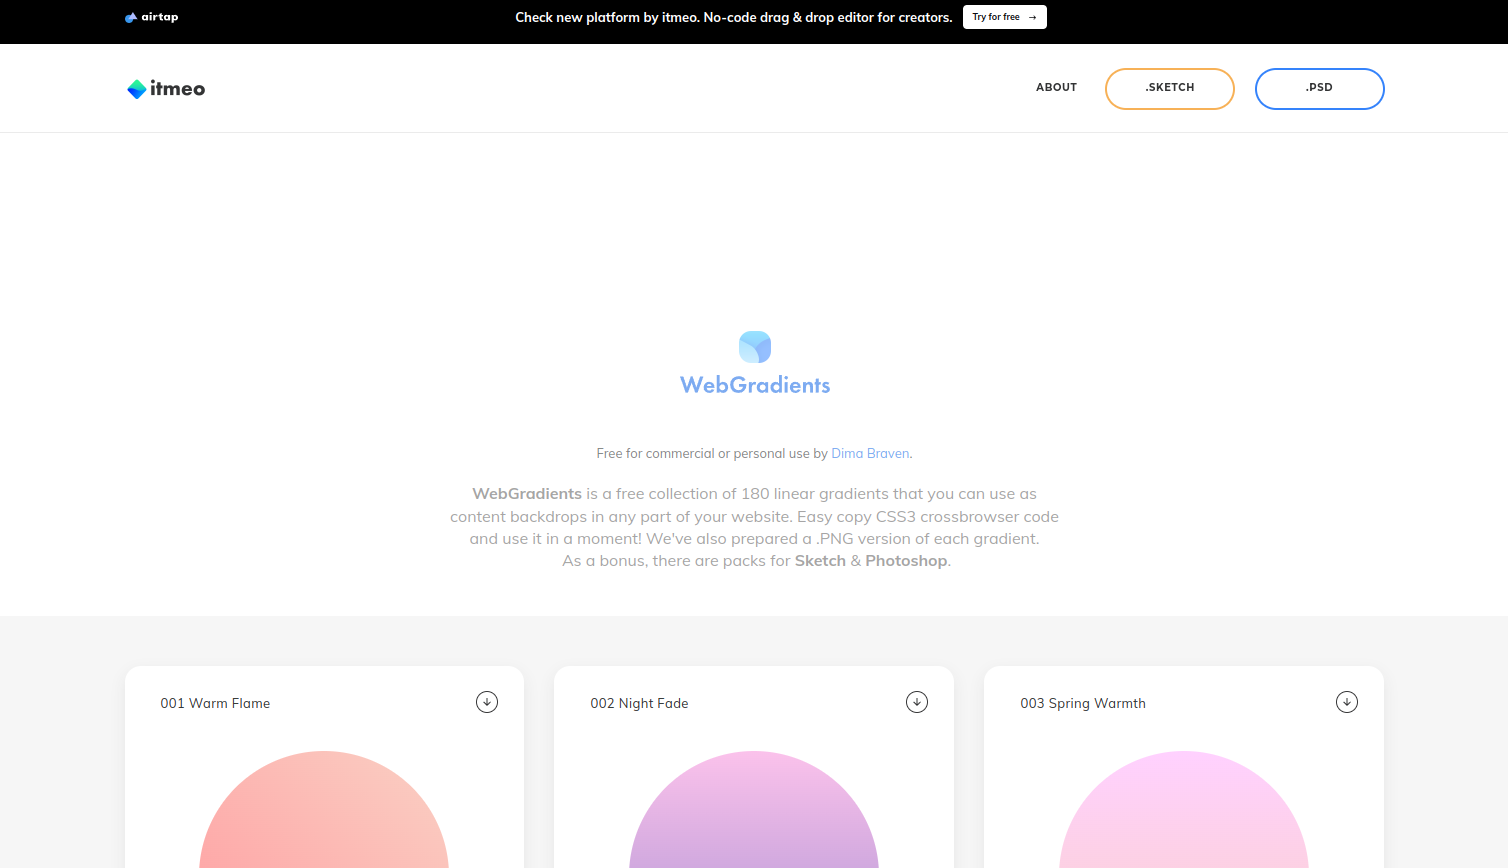 airtap
Check new platform by itmeo. No-code drag & drop editor for creators.
Try for free →
itmeo
ABOUT
.SKETCH
.PSD
WebGradients
Free for commercial or personal use by Dima Braven.
WebGradients is a free collection of 180 linear gradients that you can use as
content backdrops in any part of your website. Easy copy CSS3 crossbrowser code
and use it in a moment! We've also prepared a .PNG version of each gradient.
As a bonus, there are packs for Sketch & Photoshop.
001 Warm Flame
002 Night Fade
003 Spring Warmth